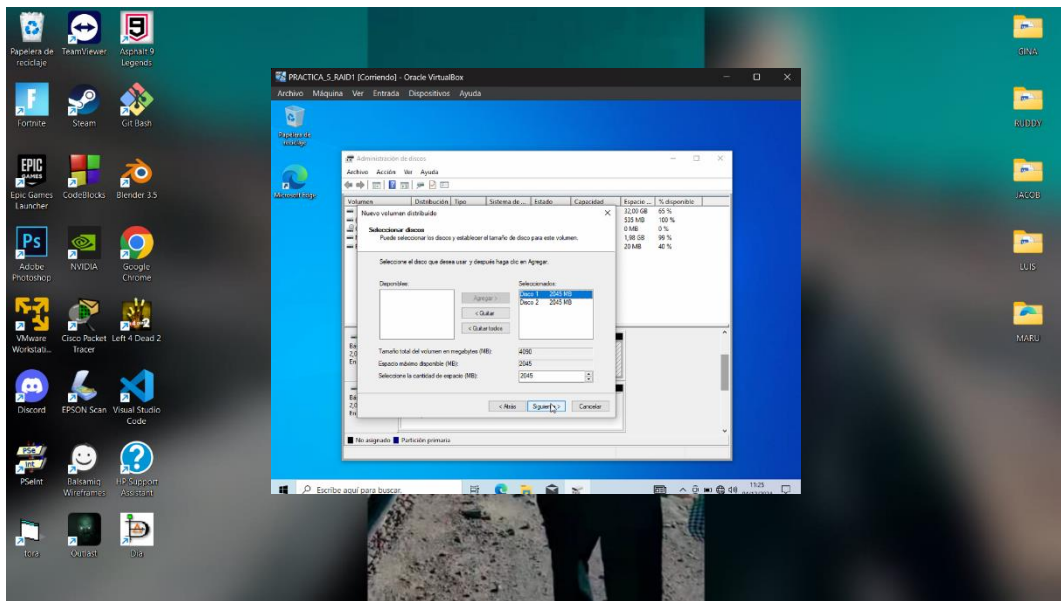 Papelera de reciclaje
TeamViewer
Asphalt 9 Legends
Fortnite
Steam
Git Bash
Epic Games Launcher
CodeBlocks
Blender 3.5
Adobe Photoshop
NVIDIA
Google Chrome
VMware Workstati...
Cisco Packet Tracer
Left 4 Dead 2
Discord
EPSON Scan
Visual Studio Code
PSeInt
Balsamiq Wireframes
HP Support Assistant
tora
Outlast
Dia
GINA
RUDDY
JACOB
LUIS
MARU
PRACTICA_5_RAID1 [Corriendo] - Oracle VirtualBox
Archivo Máquina Ver Entrada Dispositivos Ayuda
Papelera de reciclaje
Microsoft Edge
Administración de discos
Archivo Acción Ver Ayuda
Volumen Distribución Tipo Sistema de ... Estado Capacidad Espacio ... % disponible
32,00 GB 65 %
535 MB 100 %
0 MB 0 %
1,98 GB 99 %
20 MB 40 %
Nuevo volumen distribuido
Seleccionar discos
Puede seleccionar los discos y establecer el tamaño de disco para este volumen.
Seleccione el disco que desea usar y después haga clic en Agregar.
Disponibles:
Seleccionados:
Agregar >
< Quitar
< Quitar todos
Disco 1 2045 MB
Disco 2 2045 MB
Tamaño total del volumen en megabytes (MB): 4090
Espacio máximo disponible (MB): 2045
Seleccione la cantidad de espacio (MB): 2045
< Atrás
Cancelar
No asignado Partición primaria
Escribe aquí para buscar.